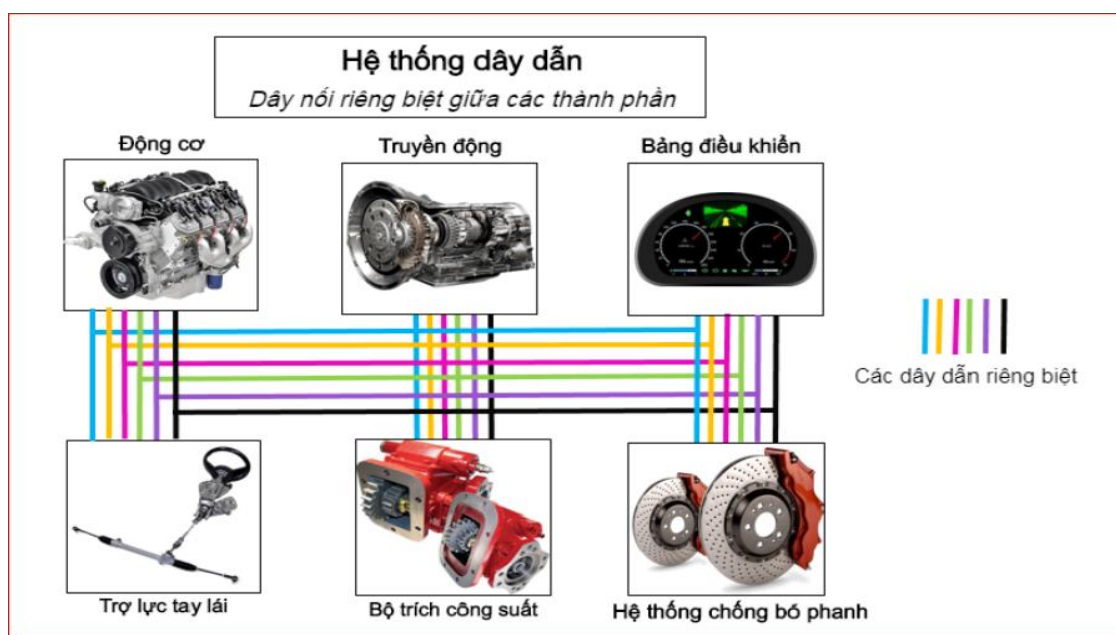 Hệ thống dây dẫn
Dây nối riêng biệt giữa các thành phần
Động cơ
Truyền động
Bảng điều khiển
Các dây dẫn riêng biệt
Trợ lực tay lái
Bộ trích công suất
Hệ thống chống bó phanh